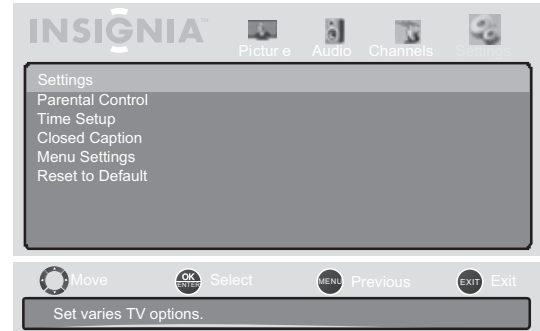 INSIGNIA™
Pictur e Audio Channels Settings
Settings
Parental Control
Time Setup
Closed Caption
Menu Settings
Reset to Default
Move OK ENTER Select MENU Previous EXIT Exit
Set varies TV options.